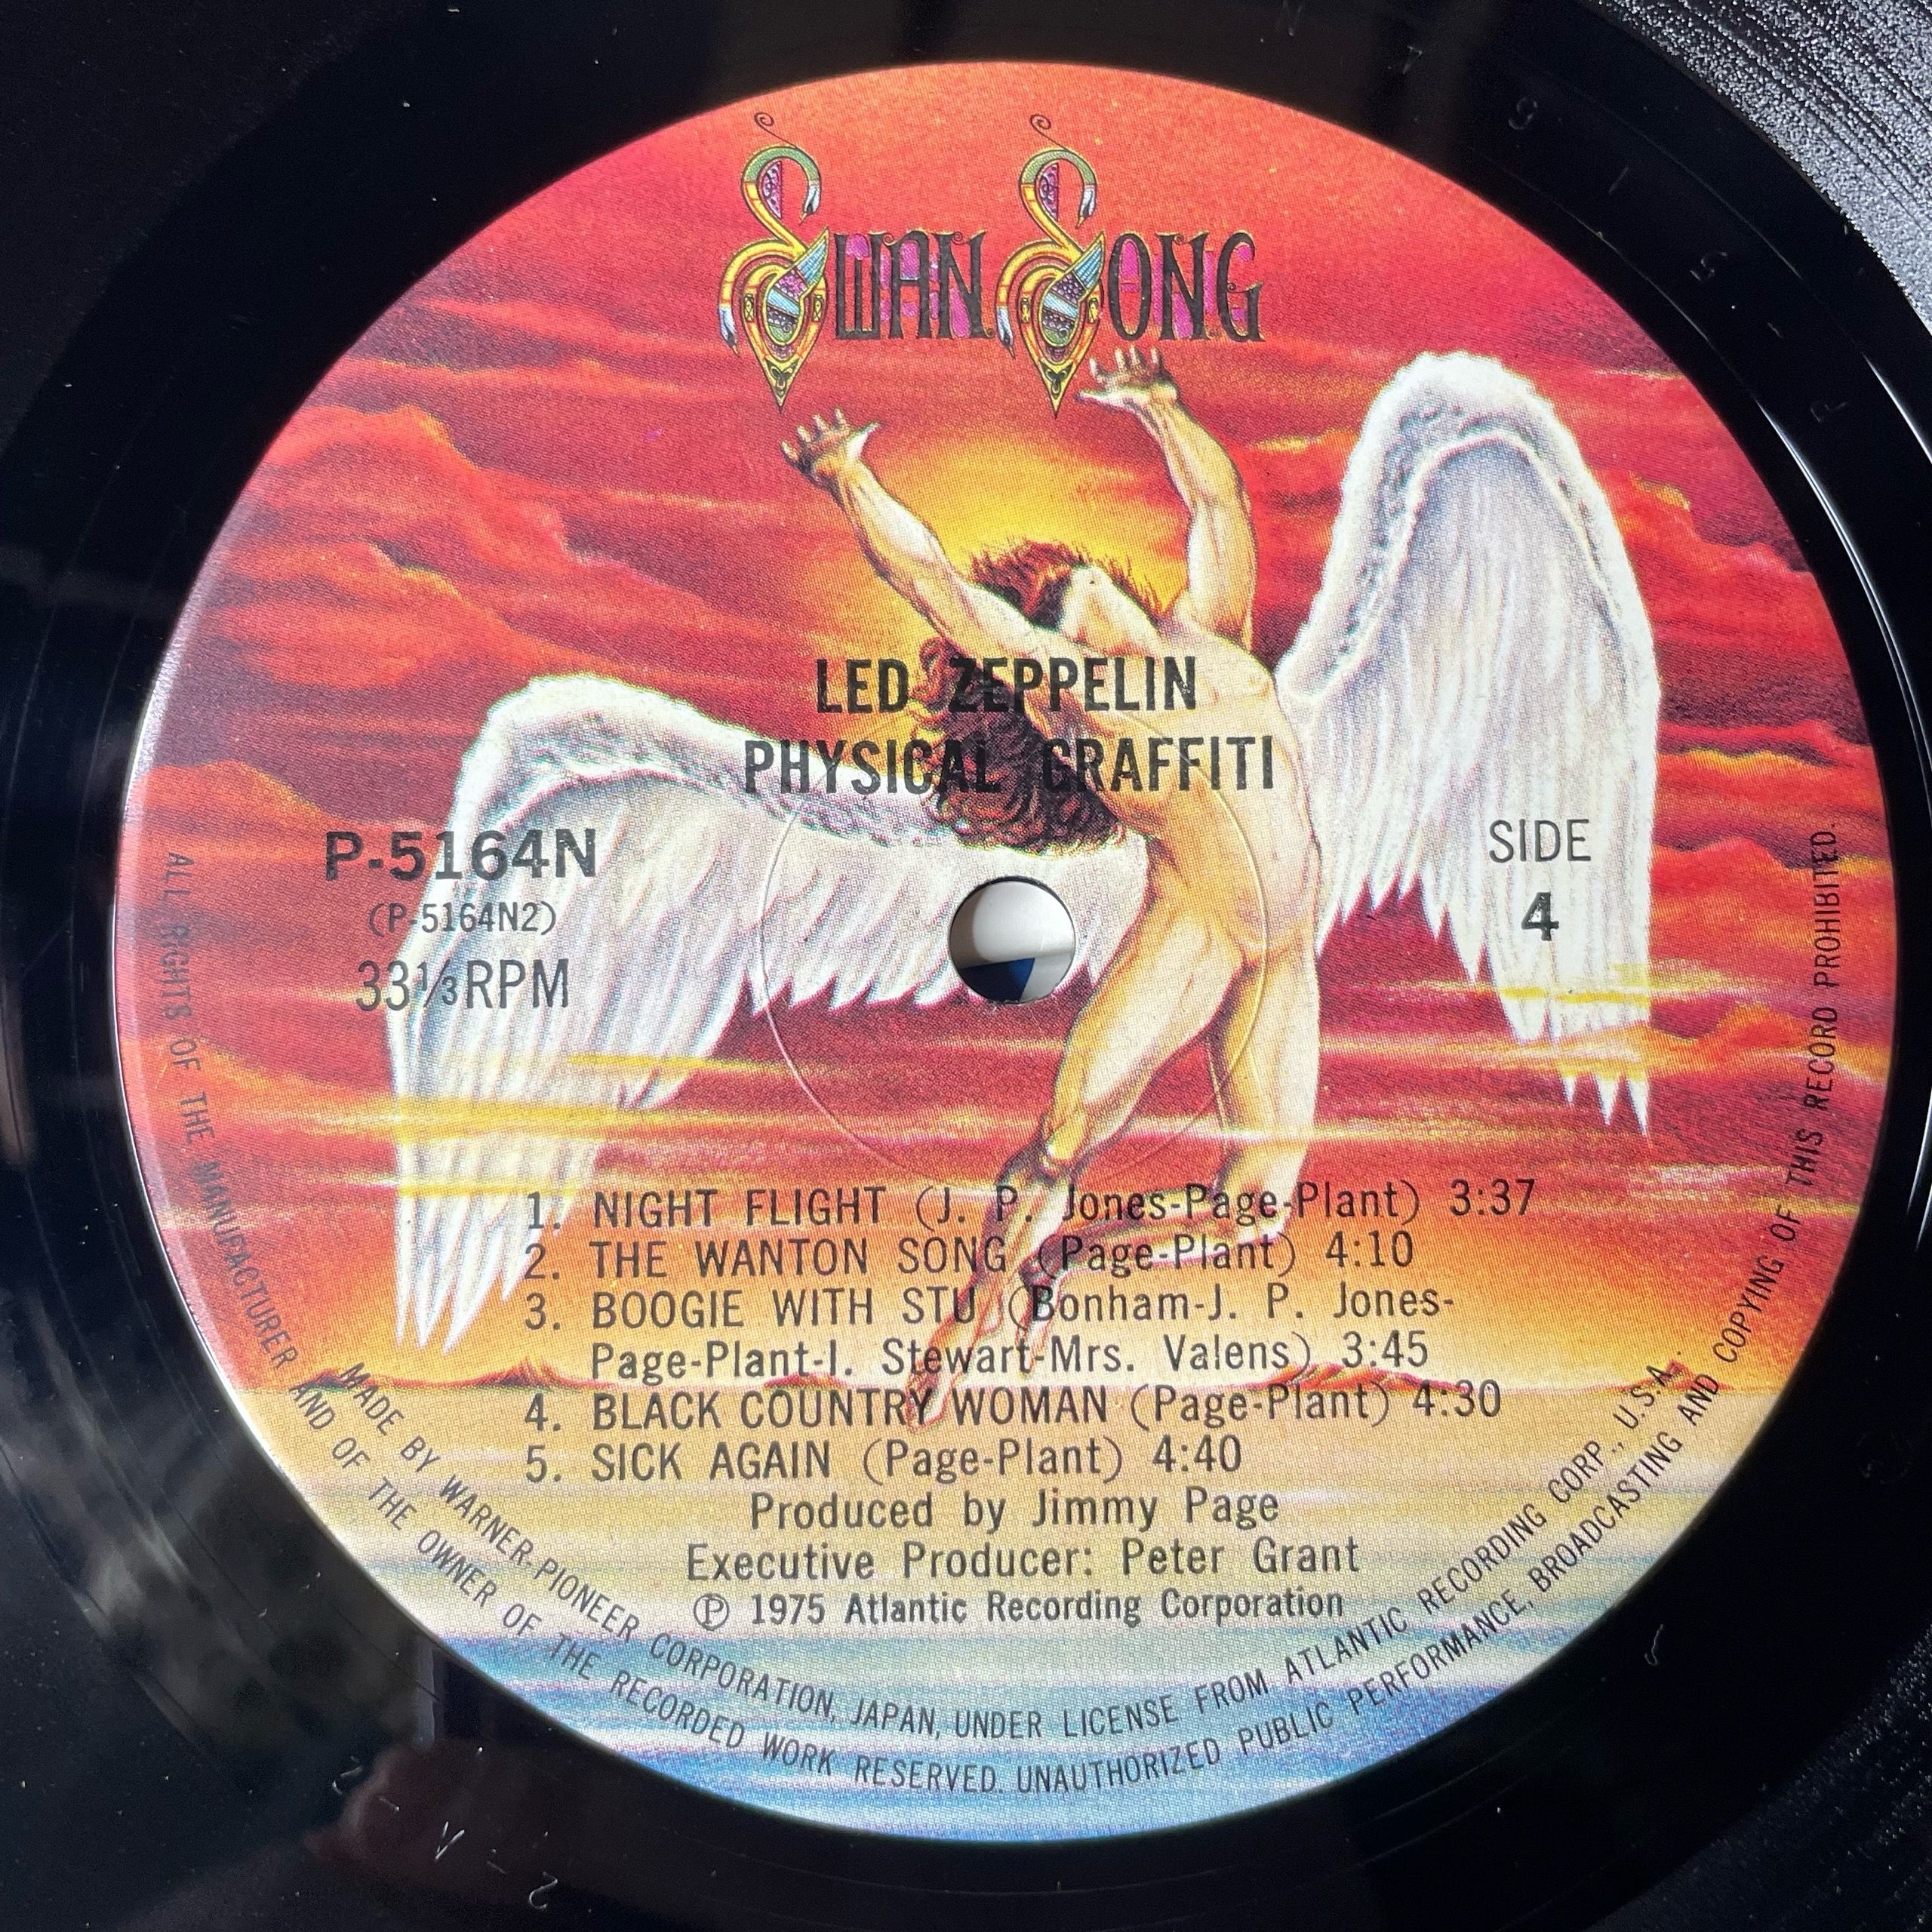 SWAN SONG
LED ZEPPELIN
PHYSICAL GRAFFITI
P-5164N
(P-5164N2)
33⅓RPM
SIDE
4
1. NIGHT FLIGHT (J. P. Jones-Page-Plant) 3:37
2. THE WANTON SONG (Page-Plant) 4:10
3. BOOGIE WITH STU (Bonham-J. P. Jones-
Page-Plant-I. Stewart-Mrs. Valens) 3:45
4. BLACK COUNTRY WOMAN (Page-Plant) 4:30
5. SICK AGAIN (Page-Plant) 4:40
Produced by Jimmy Page
Executive Producer: Peter Grant
Ⓟ 1975 Atlantic Recording Corporation
MADE BY WARNER-PIONEER CORPORATION, JAPAN, UNDER LICENSE FROM ATLANTIC RECORDING CORP., U.S.A..
ALL RIGHTS OF THE MANUFACTURER AND OF THE OWNER OF THE RECORDED WORK RESERVED. UNAUTHORIZED PUBLIC PERFORMANCE, BROADCASTING AND COPYING OF THIS RECORD PROHIBITED.